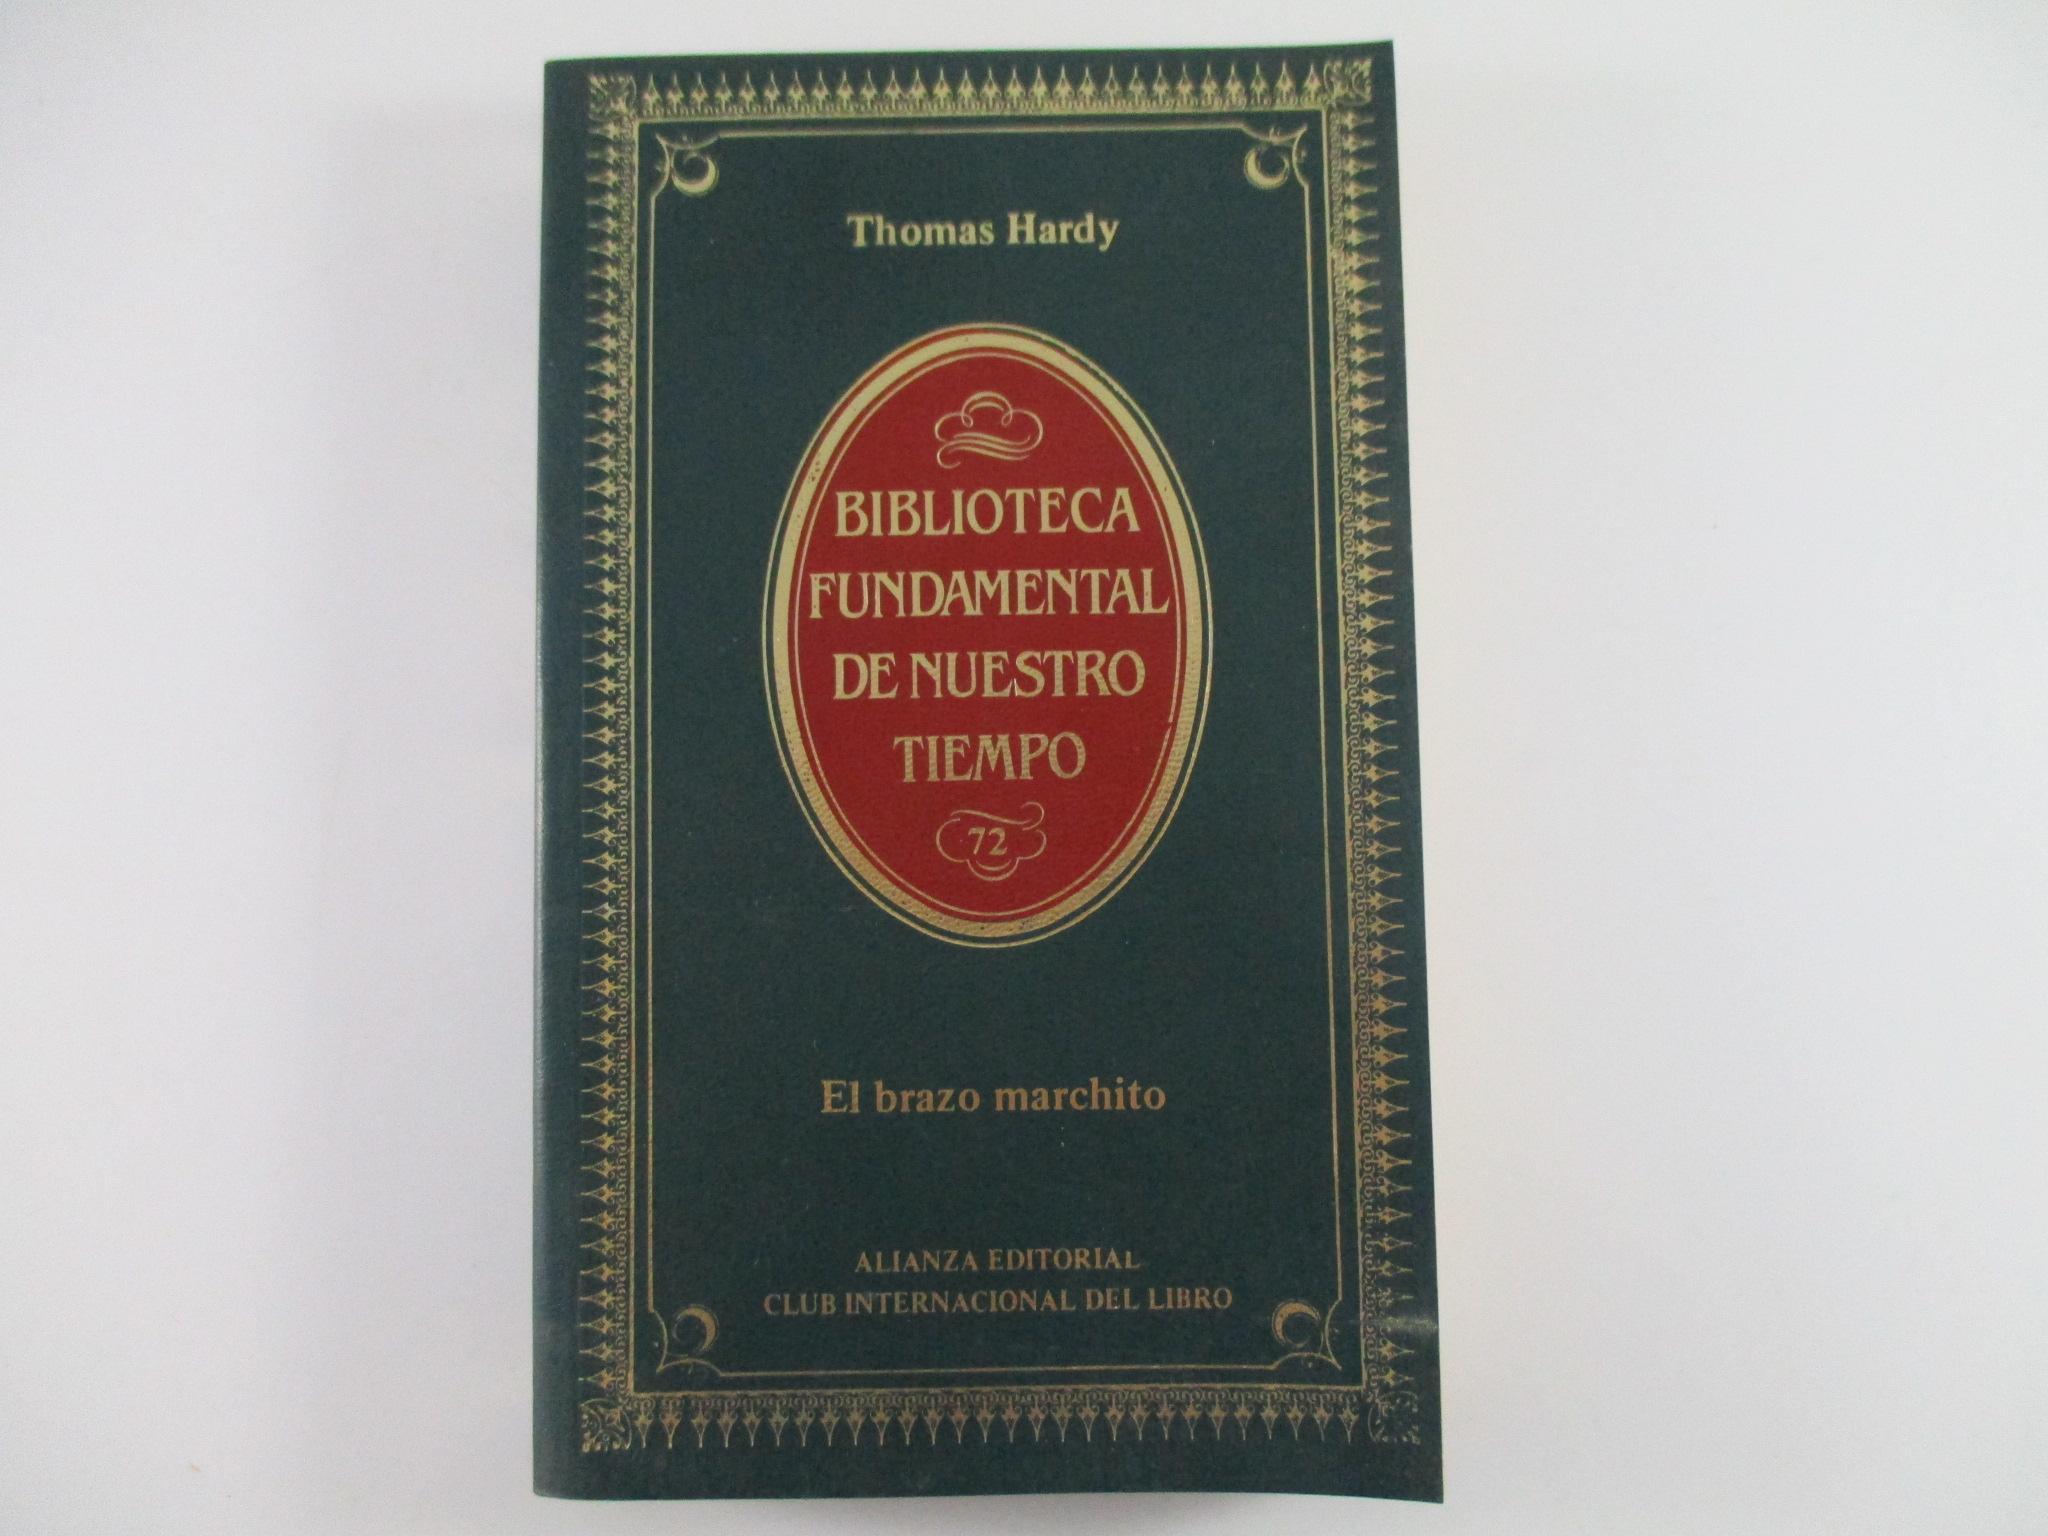 Thomas Hardy
BIBLIOTECA
FUNDAMENTAL
DE NUESTRO
TIEMPO
72
El brazo marchito
ALIANZA EDITORIAL
CLUB INTERNACIONAL DEL LIBRO